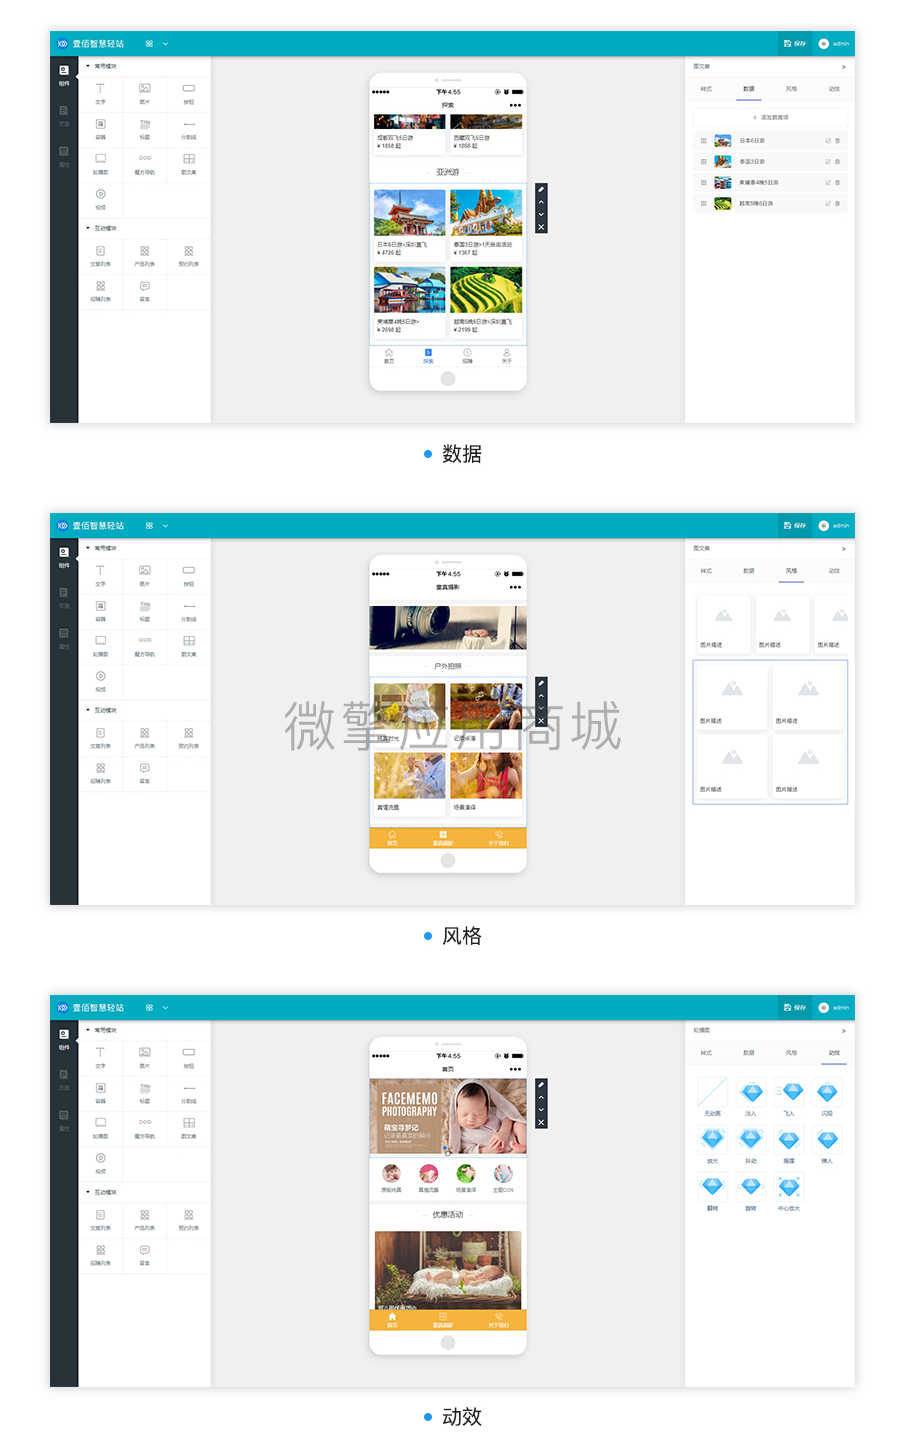 壹佰智慧轻站
保存
admin
组件
页面
属性
常用模块
文字
图片
按钮
容器
Title
标题
分割线
轮播图
魔方导航
图文集
视频
互动模块
文章列表
产品列表
预约列表
招聘列表
留言
下午4:55
探索
成都双飞5日游
¥ 1858 起
西藏双飞5日游
¥ 1858 起
亚洲游
日本6日游>深圳直飞
¥ 4726 起
泰国3日游>1天自由活动
¥ 1367 起
柬埔寨4晚5日游>
¥ 2698 起
越南5晚6日游>深圳直飞
¥ 2199 起
首页
探索
招聘
关于
图文集
样式
数据
风格
动效
+ 添加数据项
日本6日游
泰国3日游
柬埔寨4晚5日游
越南5晚6日游
数据
壹佰智慧轻站
保存
admin
组件
页面
属性
常用模块
文字
图片
按钮
容器
Title
标题
分割线
轮播图
魔方导航
图文集
视频
互动模块
文章列表
产品列表
预约列表
招聘列表
留言
下午4:55
童真摄影
户外拍照
真情流露
场景演绎
首页
童真摄影
关于我们
图文集
样式
数据
风格
动效
图片描述
图片描述
图片描述
图片描述
图片描述
图片描述
图片描述
微擎应用商城
风格
壹佰智慧轻站
保存
admin
组件
页面
属性
常用模块
文字
图片
按钮
容器
Title
标题
分割线
轮播图
魔方导航
图文集
视频
互动模块
文章列表
产品列表
预约列表
招聘列表
留言
下午4:55
首页
FACEMEMO
PHOTOGRAPHY
萌宝寻梦记
记录最真实的瞬间
原板纯真
真情流露
场景演绎
主题COS
优惠活动
首页
童真摄影
关于我们
轮播图
样式
数据
风格
动效
无动画
淡入
飞入
闪现
放大
抖动
摇摆
弹入
翻转
旋转
中心放大
动效